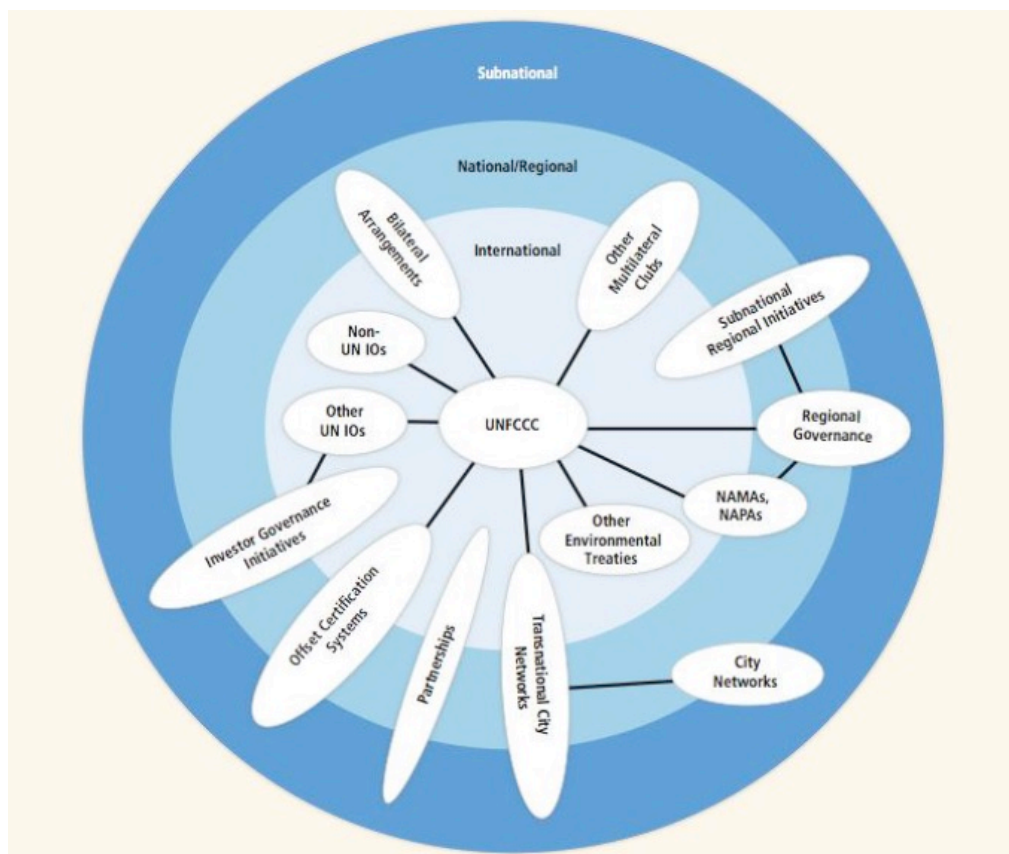 Subnational
National/Regional
International
Bilateral
Arrangements
Other
Multilateral
Clubs
Subnational
Regional Initiatives
Non-
UN IOs
Other
UN IOs
UNFCCC
Regional
Governance
NAMAs,
NAPAs
Other
Environmental
Treaties
Investor Governance
Initiatives
Offset Certification
Systems
Partnerships
Transnational City
Networks
City
Networks